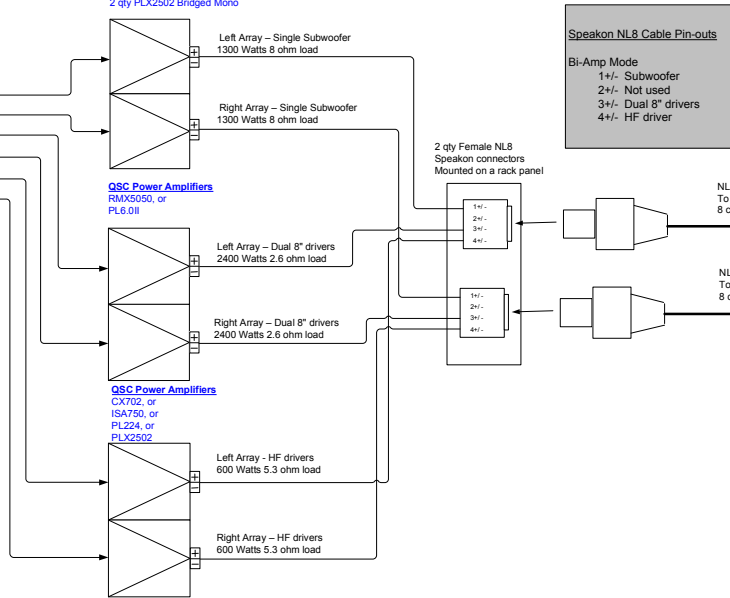 2 qty PLX2502 Bridged Mono
Left Array – Single Subwoofer
1300 Watts 8 ohm load
+
–
Right Array – Single Subwoofer
1300 Watts 8 ohm load
+
–
Speakon NL8 Cable Pin-outs
Bi-Amp Mode
1+/- Subwoofer
2+/- Not used
3+/- Dual 8" drivers
4+/- HF driver
2 qty Female NL8
Speakon connectors
Mounted on a rack panel
QSC Power Amplifiers
RMX5050, or
PL6.0II
Left Array – Dual 8" drivers
2400 Watts 2.6 ohm load
+
–
Right Array – Dual 8" drivers
2400 Watts 2.6 ohm load
+
–
1+/ -
2+/ -
3+/ -
4+/ -
1+/ -
2+/ -
3+/ -
4+/ -
NL
To
8 c
NL
To
8 c
QSC Power Amplifiers
CX702, or
ISA750, or
PL224, or
PLX2502
Left Array - HF drivers
600 Watts 5.3 ohm load
+
–
Right Array – HF drivers
600 Watts 5.3 ohm load
+
–